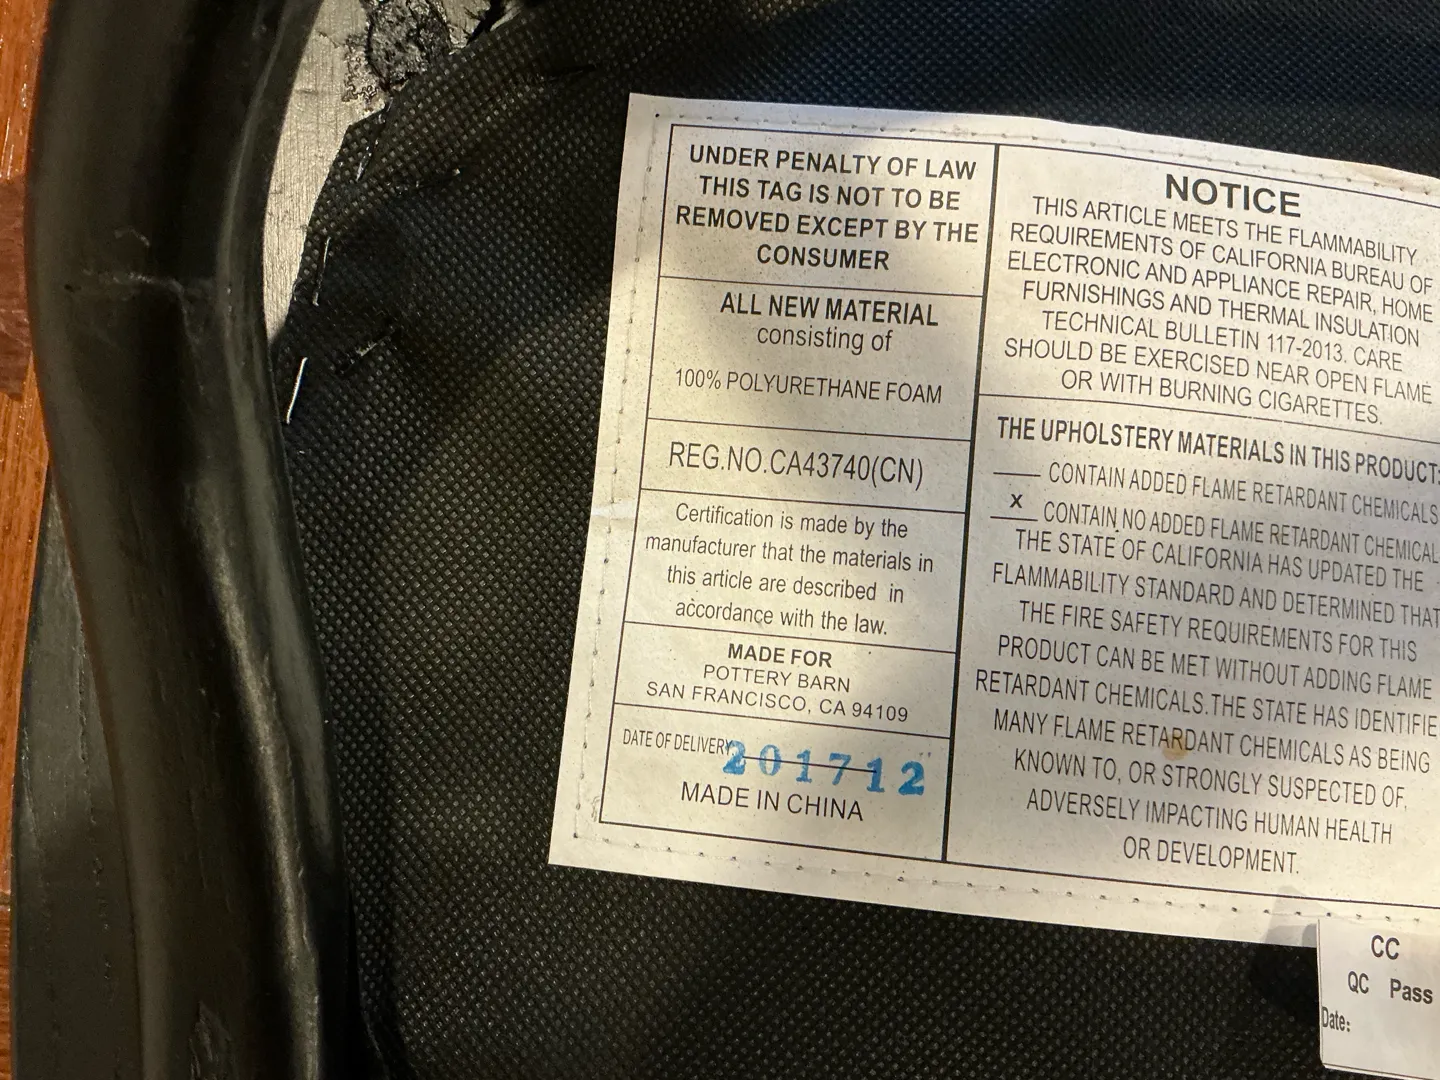 UNDER PENALTY OF LAW
THIS TAG IS NOT TO BE
REMOVED EXCEPT BY THE
CONSUMER
ALL NEW MATERIAL
consisting of
100% POLYURETHANE FOAM
REG.NO.CA43740(CN)
Certification is made by the
manufacturer that the materials in
this article are described in
accordance with the law.
MADE FOR
POTTERY BARN
SAN FRANCISCO, CA 94109
DATE OF DELIVERY 201712
MADE IN CHINA
NOTICE
THIS ARTICLE MEETS THE FLAMMABILITY
REQUIREMENTS OF CALIFORNIA BUREAU OF
ELECTRONIC AND APPLIANCE REPAIR, HOME
FURNISHINGS AND THERMAL INSULATION
TECHNICAL BULLETIN 117-2013. CARE
SHOULD BE EXERCISED NEAR OPEN FLAME
OR WITH BURNING CIGARETTES.
THE UPHOLSTERY MATERIALS IN THIS PRODUCT:
____ CONTAIN ADDED FLAME RETARDANT CHEMICALS
__X__ CONTAIN NO ADDED FLAME RETARDANT CHEMICAL
THE STATE OF CALIFORNIA HAS UPDATED THE
FLAMMABILITY STANDARD AND DETERMINED THAT
THE FIRE SAFETY REQUIREMENTS FOR THIS
PRODUCT CAN BE MET WITHOUT ADDING FLAME
RETARDANT CHEMICALS.THE STATE HAS IDENTIFIE
MANY FLAME RETARDANT CHEMICALS AS BEING
KNOWN TO, OR STRONGLY SUSPECTED OF,
ADVERSELY IMPACTING HUMAN HEALTH
OR DEVELOPMENT.
CC
QC Pass
Date: